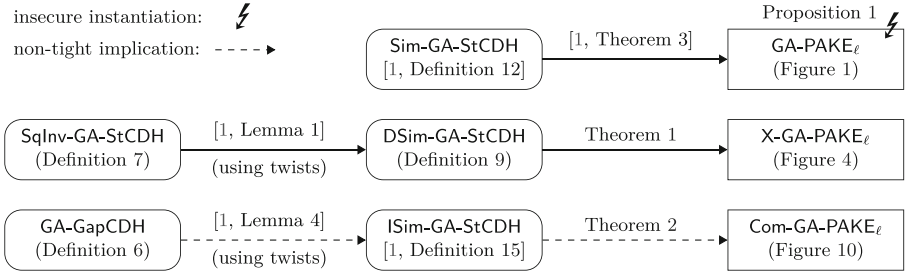 insecure instantiation:
non-tight implication:
Proposition 1
Sim-GA-StCDH
[1, Definition 12]
[1, Theorem 3]
GA-PAKEℓ
(Figure 1)
SqInv-GA-StCDH
(Definition 7)
[1, Lemma 1]
(using twists)
DSim-GA-StCDH
(Definition 9)
Theorem 1
X-GA-PAKEℓ
(Figure 4)
GA-GapCDH
(Definition 6)
[1, Lemma 4]
(using twists)
ISim-GA-StCDH
[1, Definition 15]
Theorem 2
Com-GA-PAKEℓ
(Figure 10)